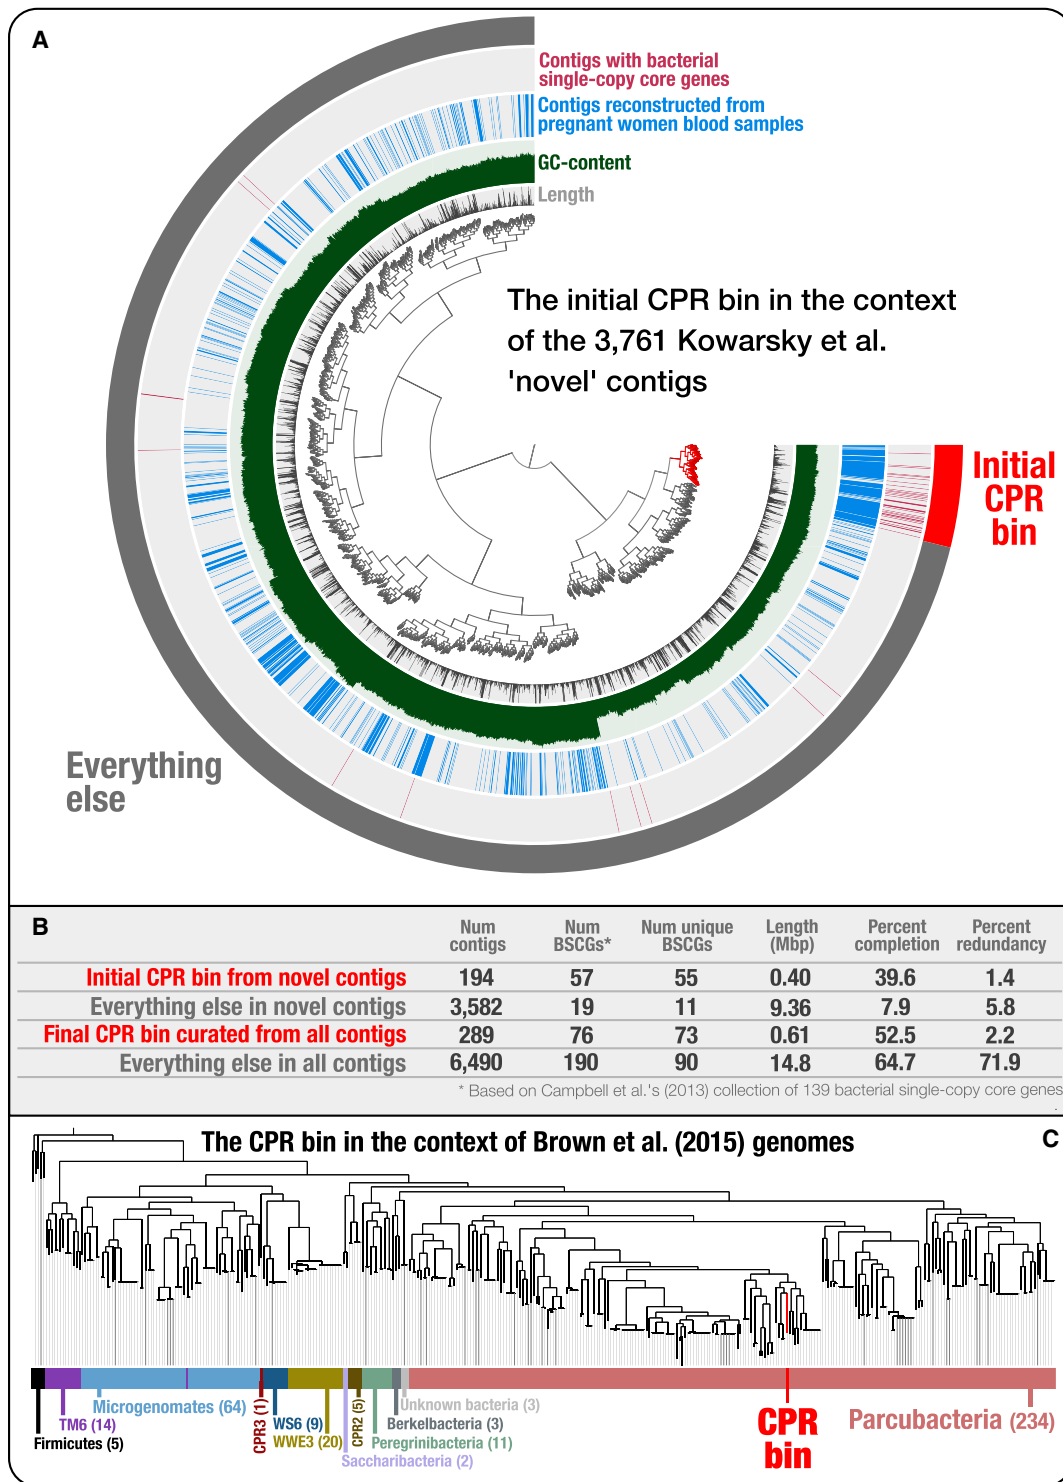 A
Contigs with bacterial
single-copy core genes
Contigs reconstructed from
pregnant women blood samples
GC-content
Length
The initial CPR bin in the context
of the 3,761 Kowarsky et al.
'novel' contigs
Initial
CPR
bin
Everything
else
B
Num contigs Num BSCGs* Num unique BSCGs Length (Mbp) Percent completion Percent redundancy
Initial CPR bin from novel contigs 194 57 55 0.40 39.6 1.4
Everything else in novel contigs 3,582 19 11 9.36 7.9 5.8
Final CPR bin curated from all contigs 289 76 73 0.61 52.5 2.2
Everything else in all contigs 6,490 190 90 14.8 64.7 71.9
* Based on Campbell et al.'s (2013) collection of 139 bacterial single-copy core genes
The CPR bin in the context of Brown et al. (2015) genomes
C
Firmicutes (5)
TM6 (14)
Microgenomates (64)
CPR3 (1)
WS6 (9)
WWE3 (20)
Saccharibacteria (2)
CPR2 (5)
Peregrinibacteria (11)
Berkelbacteria (3)
Unknown bacteria (3)
CPR
bin
Parcubacteria (234)